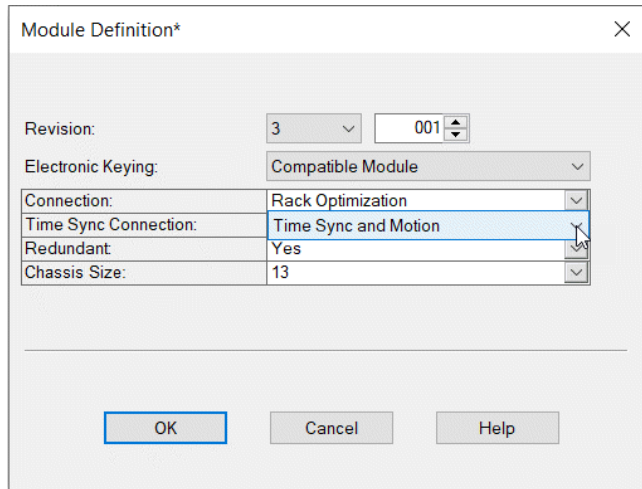 Module Definition*
Revision: 3 001
Electronic Keying: Compatible Module
Connection: Rack Optimization
Time Sync Connection: Time Sync and Motion
Redundant: Yes
Chassis Size: 13
OK Cancel Help